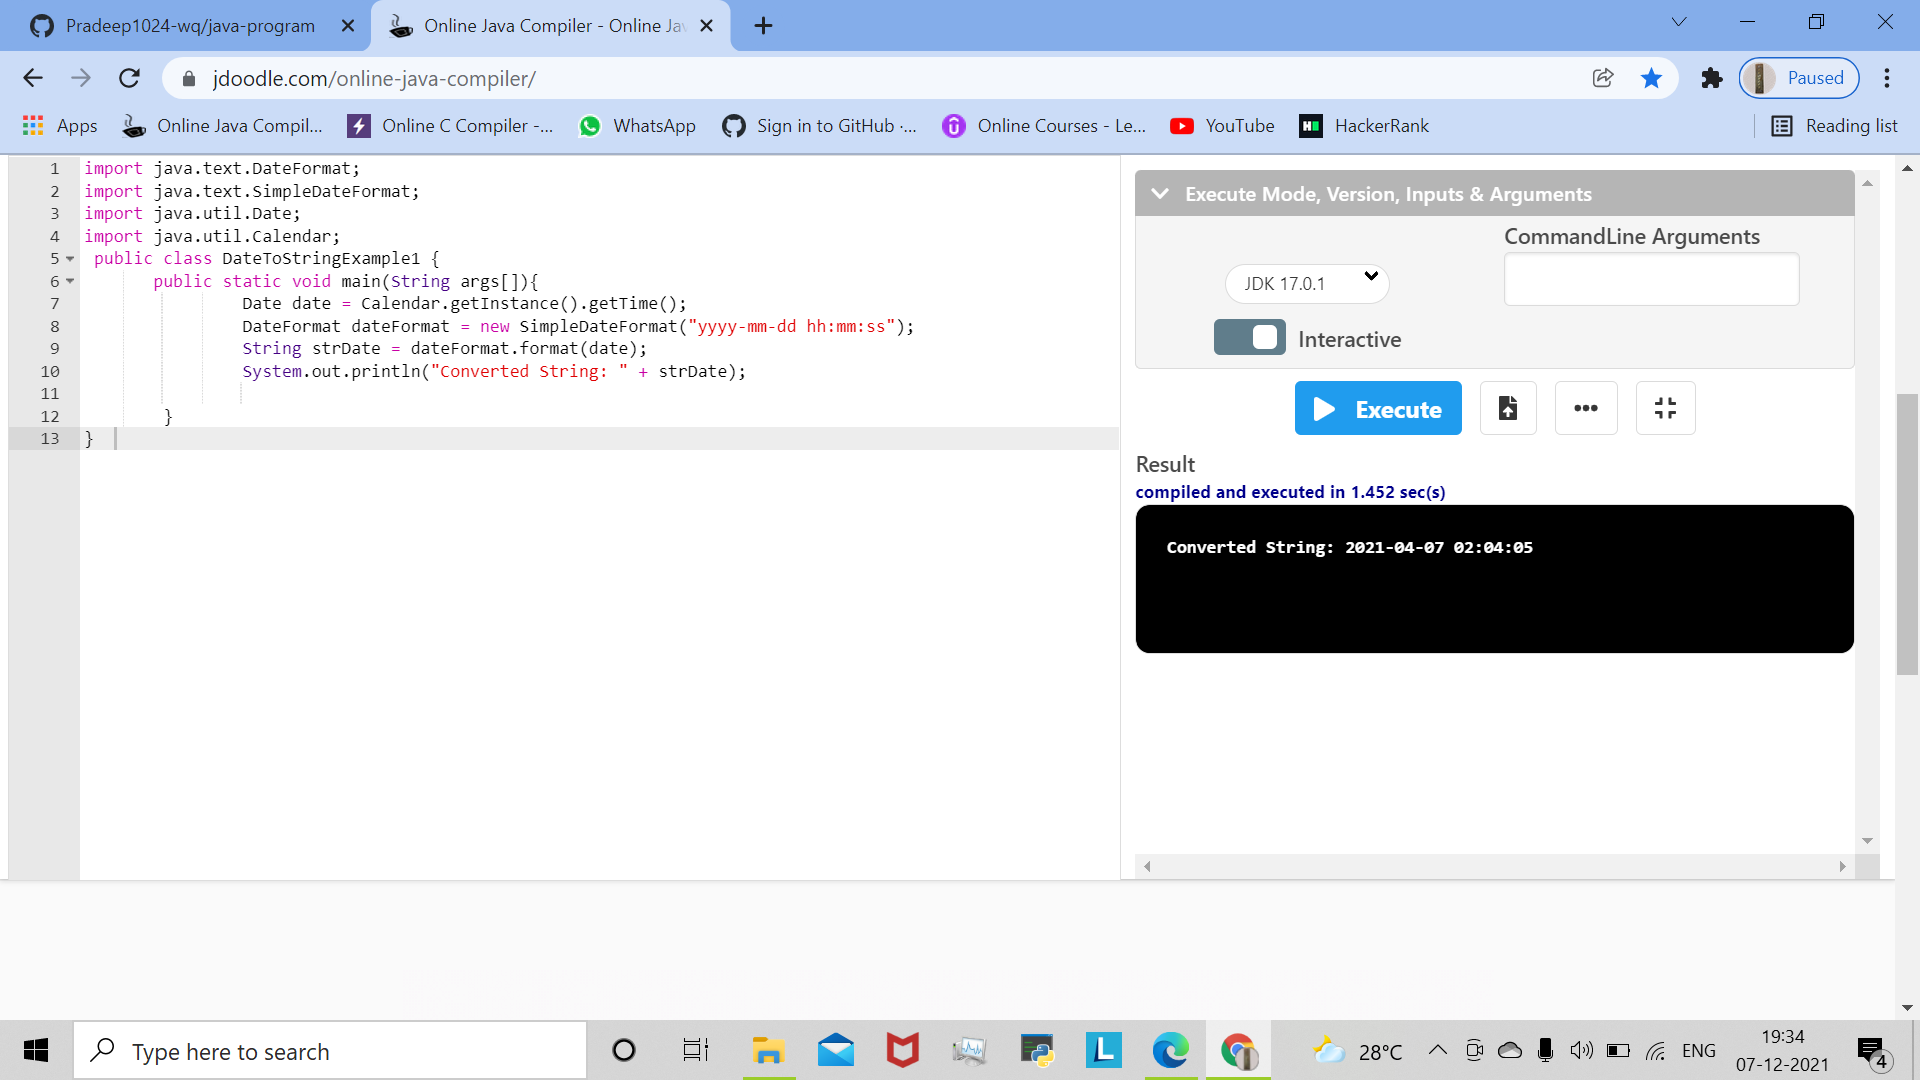 Pradeep1024-wq/java-program
Online Java Compiler - Online Jav
jdoodle.com/online-java-compiler/
Paused
Apps
Online Java Compil...
Online C Compiler -...
WhatsApp
Sign in to GitHub ·...
Online Courses - Le...
YouTube
HackerRank
Reading list
1 import java.text.DateFormat;
2 import java.text.SimpleDateFormat;
3 import java.util.Date;
4 import java.util.Calendar;
5 public class DateToStringExample1 {
6 public static void main(String args[]){
7 Date date = Calendar.getInstance().getTime();
8 DateFormat dateFormat = new SimpleDateFormat("yyyy-mm-dd hh:mm:ss");
9 String strDate = dateFormat.format(date);
10 System.out.println("Converted String: " + strDate);
11
12 }
13 }
Execute Mode, Version, Inputs & Arguments
CommandLine Arguments
JDK 17.0.1
Interactive
Execute
Result
compiled and executed in 1.452 sec(s)
Converted String: 2021-04-07 02:04:05
Type here to search
L
28°C
ENG
19:34
07-12-2021
4